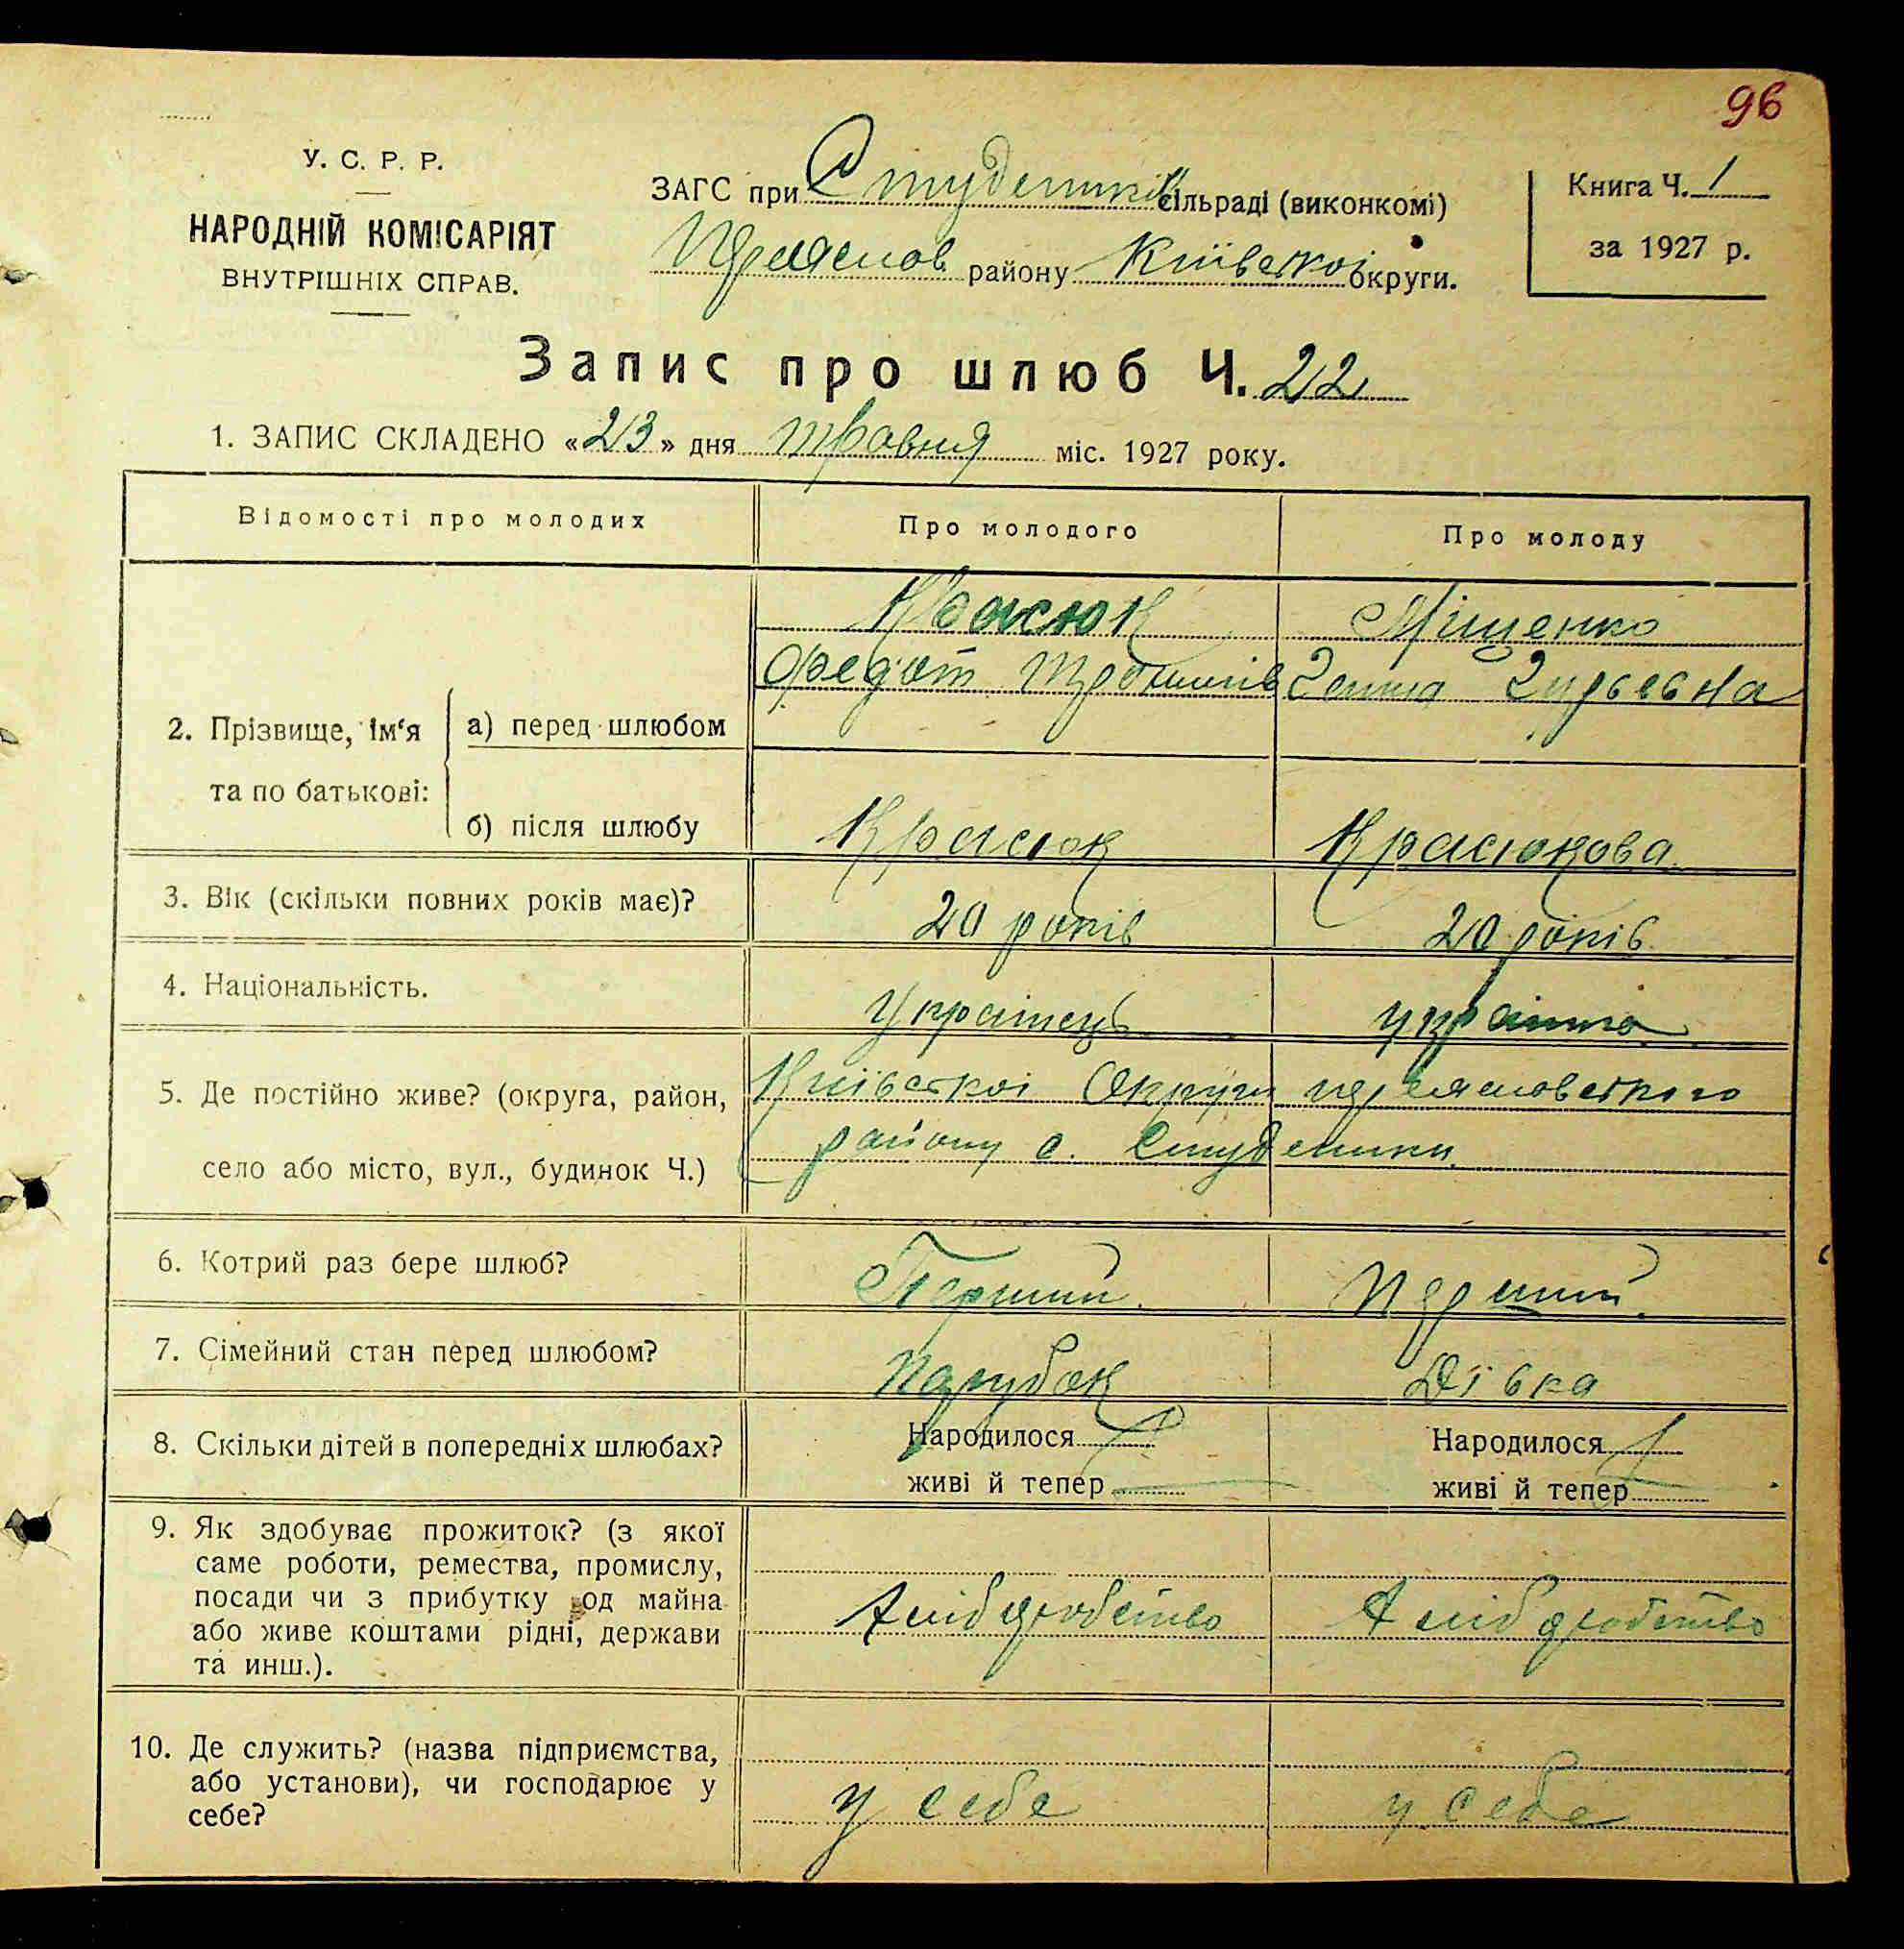 96
У. С. Р. Р.
НАРОДНІЙ КОМІСАРІЯТ
ВНУТРІШНІХ СПРАВ.
ЗАГС при Студеників сільраді (виконкомі)
Переяслов району Київської округи.
Книга Ч. 1
за 1927 р.
Запис про шлюб Ч. 22
1. ЗАПИС СКЛАДЕНО «23» дня травня міс. 1927 року.
Відомості про молодих
Про молодого
Про молоду
2. Прізвище, ім'я та по батькові:
а) перед шлюбом
Красюк
Федот
Міщенко
б) після шлюбу
Красюк
Красюкова
3. Вік (скільки повних років має)?
20 років
20 років
4. Національність.
Українець
українка
5. Де постійно живе? (округа, район,
село або місто, вул., будинок Ч.)
Київської Округи переясловського
району с. Студеники
6. Котрий раз бере шлюб?
Перший.
Перший.
7. Сімейний стан перед шлюбом?
Парубок
Дівка
8. Скільки дітей в попередніх шлюбах?
Народилося
живі й тепер
Народилося
живі й тепер
9. Як здобуває прожиток? (з якої
саме роботи, ремества, промислу,
посади чи з прибутку од майна
або живе коштами рідні, держави
та инш.).
10. Де служить? (назва підприємства,
або установи), чи господарює у
себе?
у себе
у себе